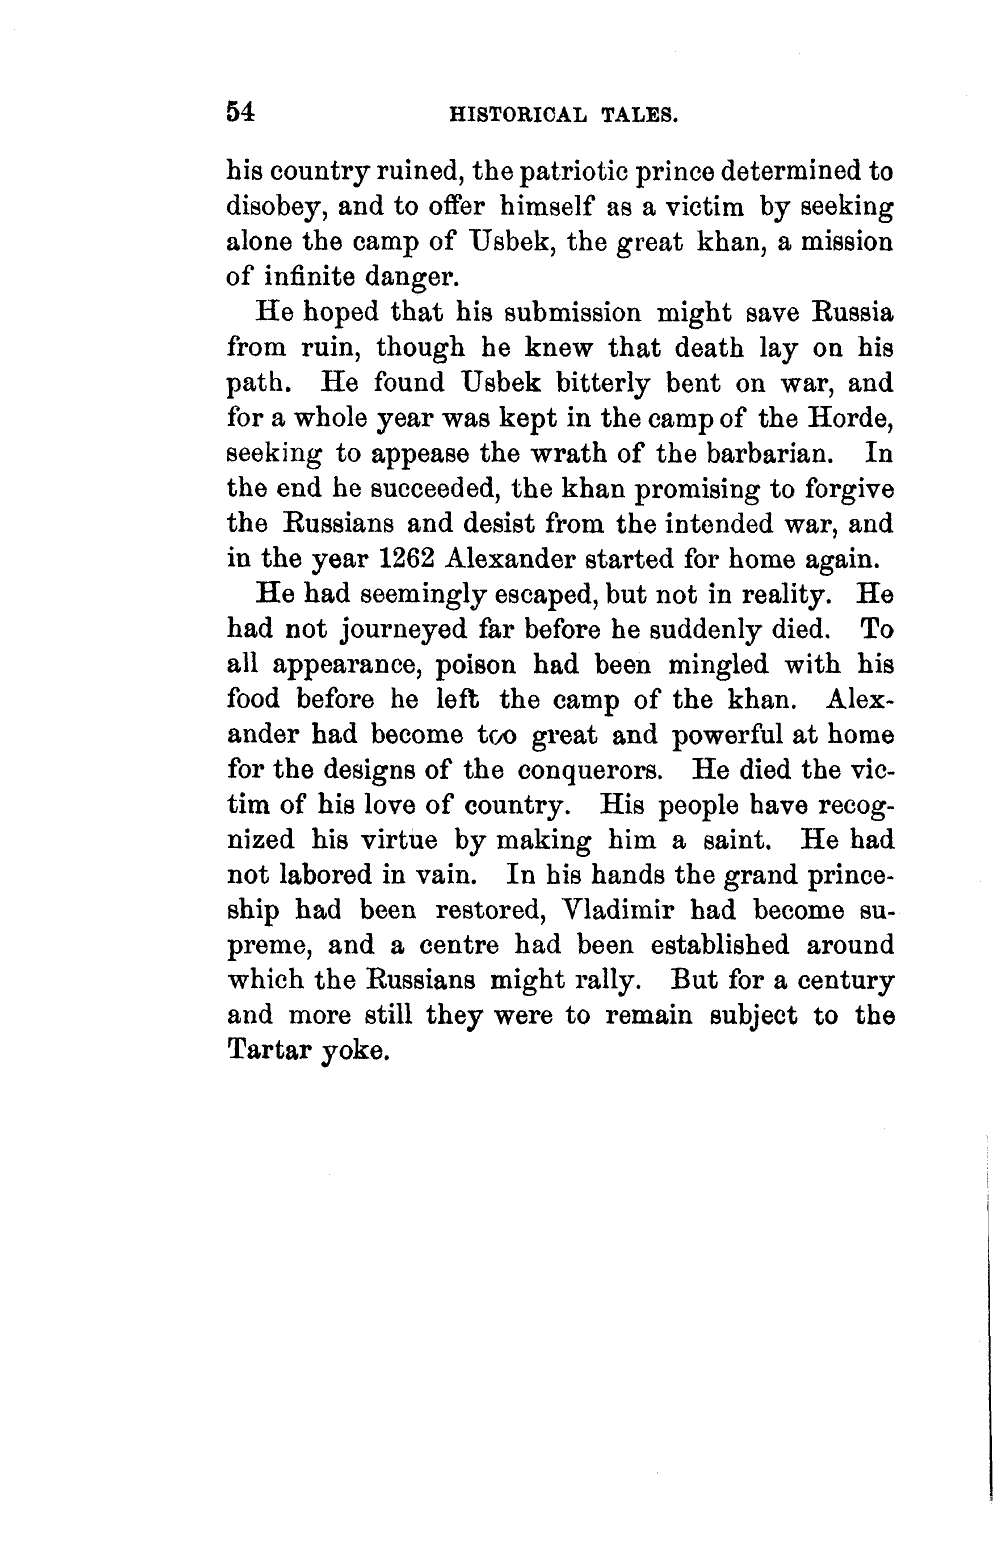 54 HISTORICAL TALES.
his country ruined, the patriotic prince determined to
disobey, and to offer himself as a victim by seeking
alone the camp of Usbek, the great khan, a mission
of infinite danger.
He hoped that his submission might save Russia
from ruin, though he knew that death lay on his
path. He found Usbek bitterly bent on war, and
for a whole year was kept in the camp of the Horde,
seeking to appease the wrath of the barbarian. In
the end he succeeded, the khan promising to forgive
the Russians and desist from the intended war, and
in the year 1262 Alexander started for home again.
He had seemingly escaped, but not in reality. He
had not journeyed far before he suddenly died. To
all appearance, poison had been mingled with his
food before he left the camp of the khan. Alex-
ander had become too great and powerful at home
for the designs of the conquerors. He died the vic-
tim of his love of country. His people have recog-
nized his virtue by making him a saint. He had
not labored in vain. In his hands the grand prince-
ship had been restored, Vladimir had become su-
preme, and a centre had been established around
which the Russians might rally. But for a century
and more still they were to remain subject to the
Tartar yoke.